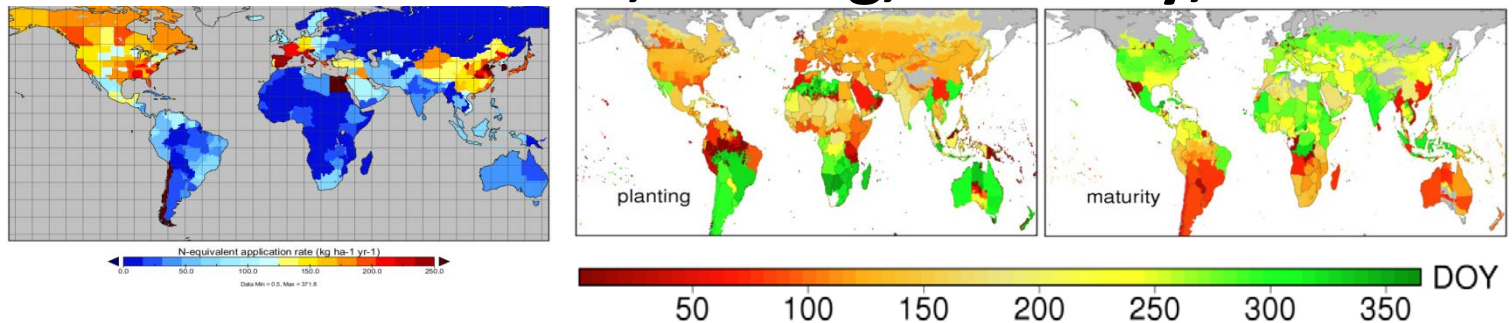 N-equivalent application rate (kg ha-1 yr-1)
0.0 50.0 100.0 150.0 200.0 250.0
Data Min = 0.5, Max = 371.8
planting
maturity
50 100 150 200 250 300 350 DOY